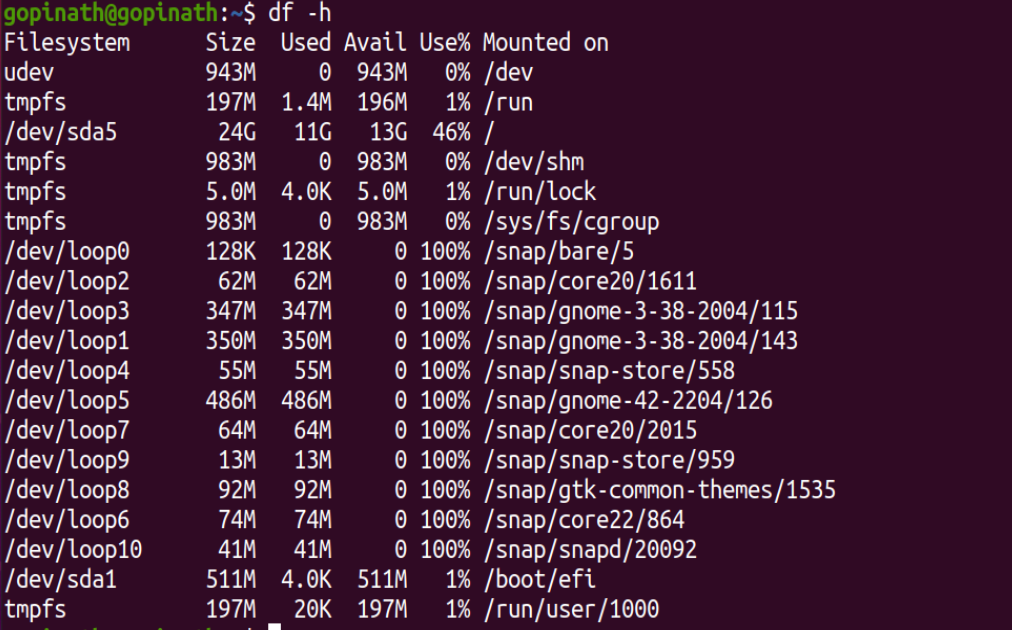 gopinath@gopinath:~$ df -h
Filesystem Size Used Avail Use% Mounted on
udev 943M 0 943M 0% /dev
tmpfs 197M 1.4M 196M 1% /run
/dev/sda5 24G 11G 13G 46% /
tmpfs 983M 0 983M 0% /dev/shm
tmpfs 5.0M 4.0K 5.0M 1% /run/lock
tmpfs 983M 0 983M 0% /sys/fs/cgroup
/dev/loop0 128K 128K 0 100% /snap/bare/5
/dev/loop2 62M 62M 0 100% /snap/core20/1611
/dev/loop3 347M 347M 0 100% /snap/gnome-3-38-2004/115
/dev/loop1 350M 350M 0 100% /snap/gnome-3-38-2004/143
/dev/loop4 55M 55M 0 100% /snap/snap-store/558
/dev/loop5 486M 486M 0 100% /snap/gnome-42-2204/126
/dev/loop7 64M 64M 0 100% /snap/core20/2015
/dev/loop9 13M 13M 0 100% /snap/snap-store/959
/dev/loop8 92M 92M 0 100% /snap/gtk-common-themes/1535
/dev/loop6 74M 74M 0 100% /snap/core22/864
/dev/loop10 41M 41M 0 100% /snap/snapd/20092
/dev/sda1 511M 4.0K 511M 1% /boot/efi
tmpfs 197M 20K 197M 1% /run/user/1000